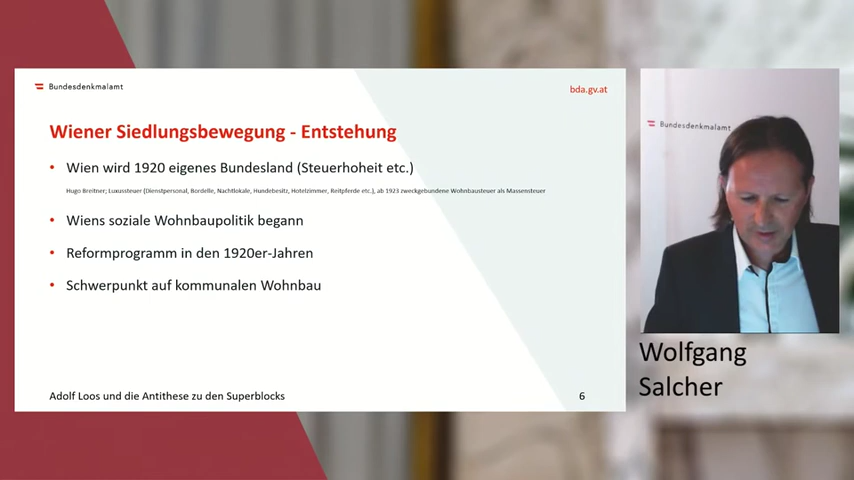 Bundesdenkmalamt
bda.gv.at
Wiener Siedlungsbewegung - Entstehung
• Wien wird 1920 eigenes Bundesland (Steuerhoheit etc.)
Hugo Breitner; Luxussteuer (Dienstpersonal, Bordelle, Nachtlokale, Hundebesitz, Hotelzimmer, Reitpferde etc.), ab 1923 zweckgebundene Wohnbausteuer als Massensteuer
• Wiens soziale Wohnbaupolitik begann
• Reformprogramm in den 1920er-Jahren
• Schwerpunkt auf kommunalen Wohnbau
Adolf Loos und die Antithese zu den Superblocks
6
Bundesdenkmalamt
Wolfgang
Salcher